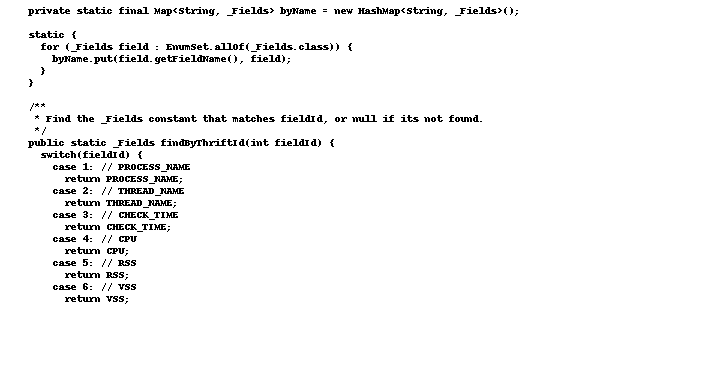 private static final Map<String, _Fields> byName = new HashMap<String, _Fields>();
static {
for (_Fields field : EnumSet.allOf(_Fields.class)) {
byName.put(field.getFieldName(), field);
}
}
/**
* Find the _Fields constant that matches fieldId, or null if its not found.
*/
public static _Fields findByThriftId(int fieldId) {
switch(fieldId) {
case 1: // PROCESS_NAME
return PROCESS_NAME;
case 2: // THREAD_NAME
return THREAD_NAME;
case 3: // CHECK_TIME
return CHECK_TIME;
case 4: // CPU
return CPU;
case 5: // RSS
return RSS;
case 6: // VSS
return VSS;